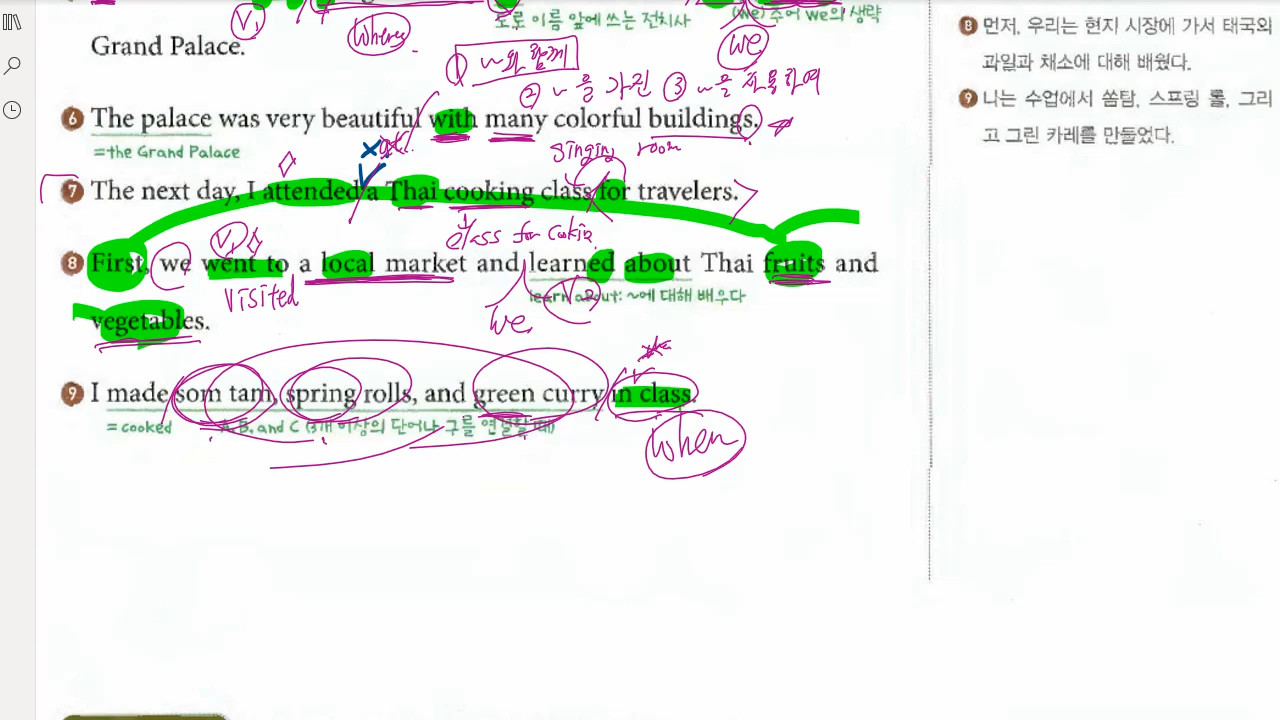 도로 이름 앞에 쓰는 전치사
(we) 주어 we의 생략
V₁
Where
we
Grand Palace.
① ~와 함께
② ~를 가진 ③ ~을 사용하여
6 The palace was very beautiful with many colorful buildings.
=the Grand Palace
singing room
7 The next day, I attended a Thai cooking class for travelers.
class for
V₁
8 First, we went to a local market and learned about Thai fruits and
visited
learn about: ~에 대해 배우다
V₂
we
vegetables.
9 I made som tam, spring rolls, and green curry in class.
= cooked
A, B, and C (3개 이상의 단어나 구를 연결할 때)
when
8 먼저, 우리는 현지 시장에 가서 태국의
과일과 채소에 대해 배웠다.
9 나는 수업에서 쏨탐, 스프링 롤, 그리
고 그린 카레를 만들었다.